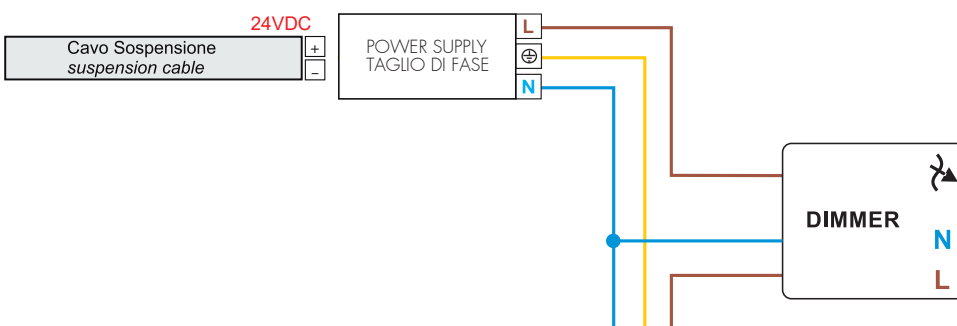 24VDC
Cavo Sospensione
suspension cable
+
–
POWER SUPPLY
TAGLIO DI FASE
L
N
DIMMER
N
L